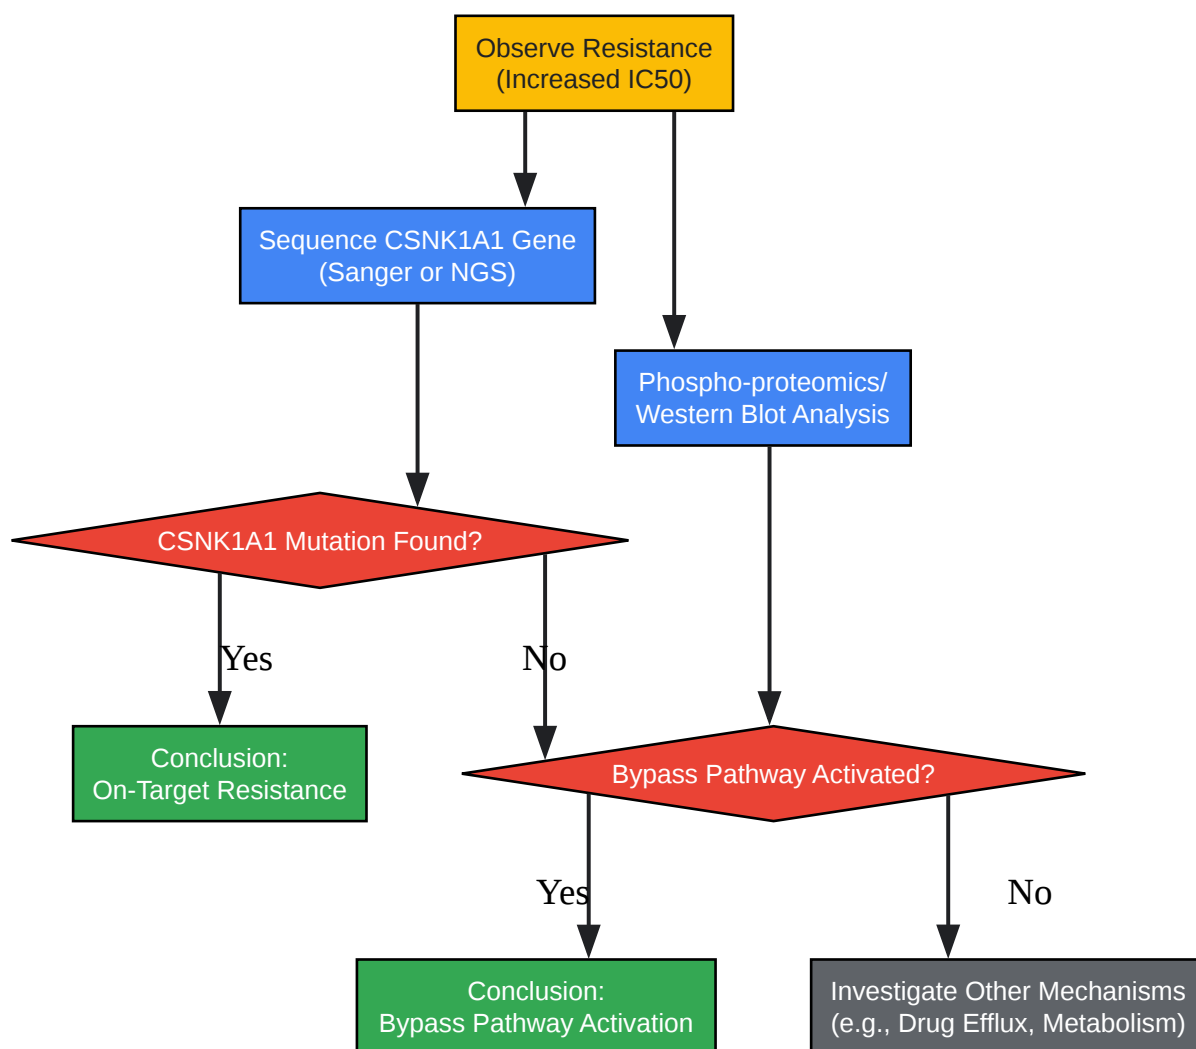 Observe Resistance
(Increased IC50)
Sequence CSNK1A1 Gene
(Sanger or NGS)
Phospho-proteomics/
Western Blot Analysis
CSNK1A1 Mutation Found?
Yes
No
Conclusion:
On-Target Resistance
Bypass Pathway Activated?
Yes
No
Conclusion:
Bypass Pathway Activation
Investigate Other Mechanisms
(e.g., Drug Efflux, Metabolism)